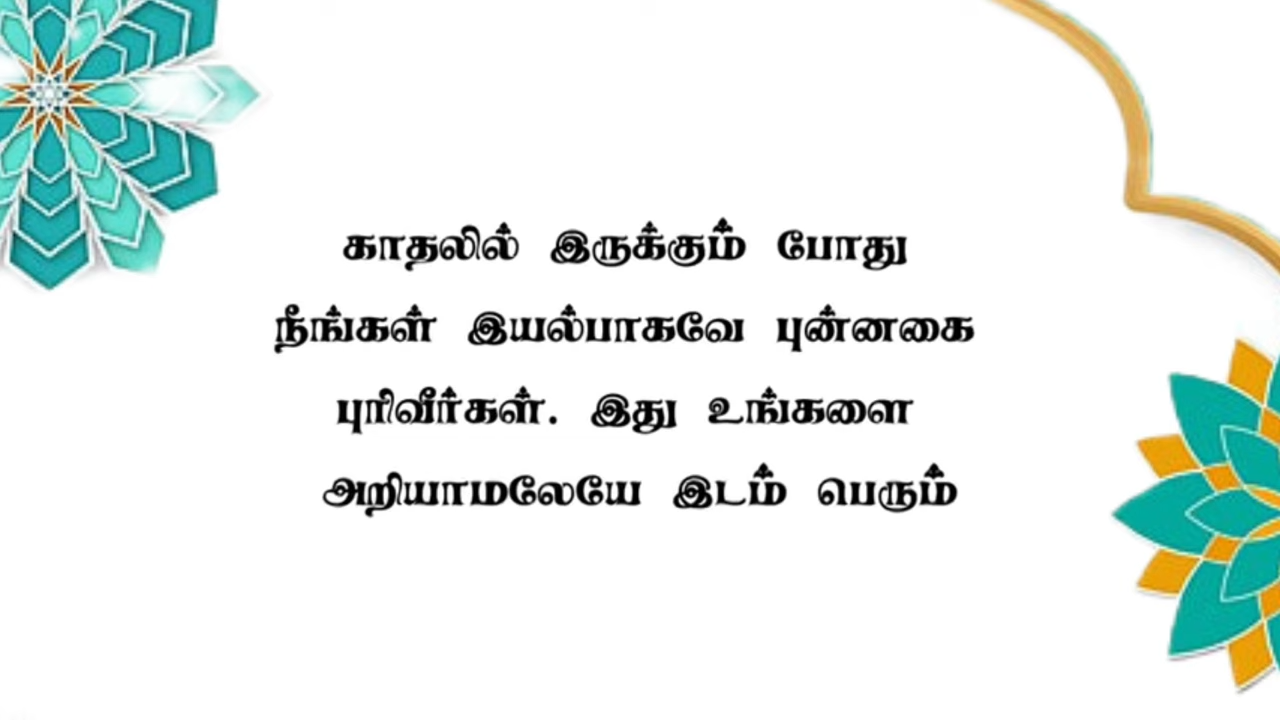 காதலில் இருக்கும் போது
நீங்கள் இயல்பாகவே புன்னகை
புரிவீர்கள். இது உங்களை
அறியாமலேயே இடம் பெரும்